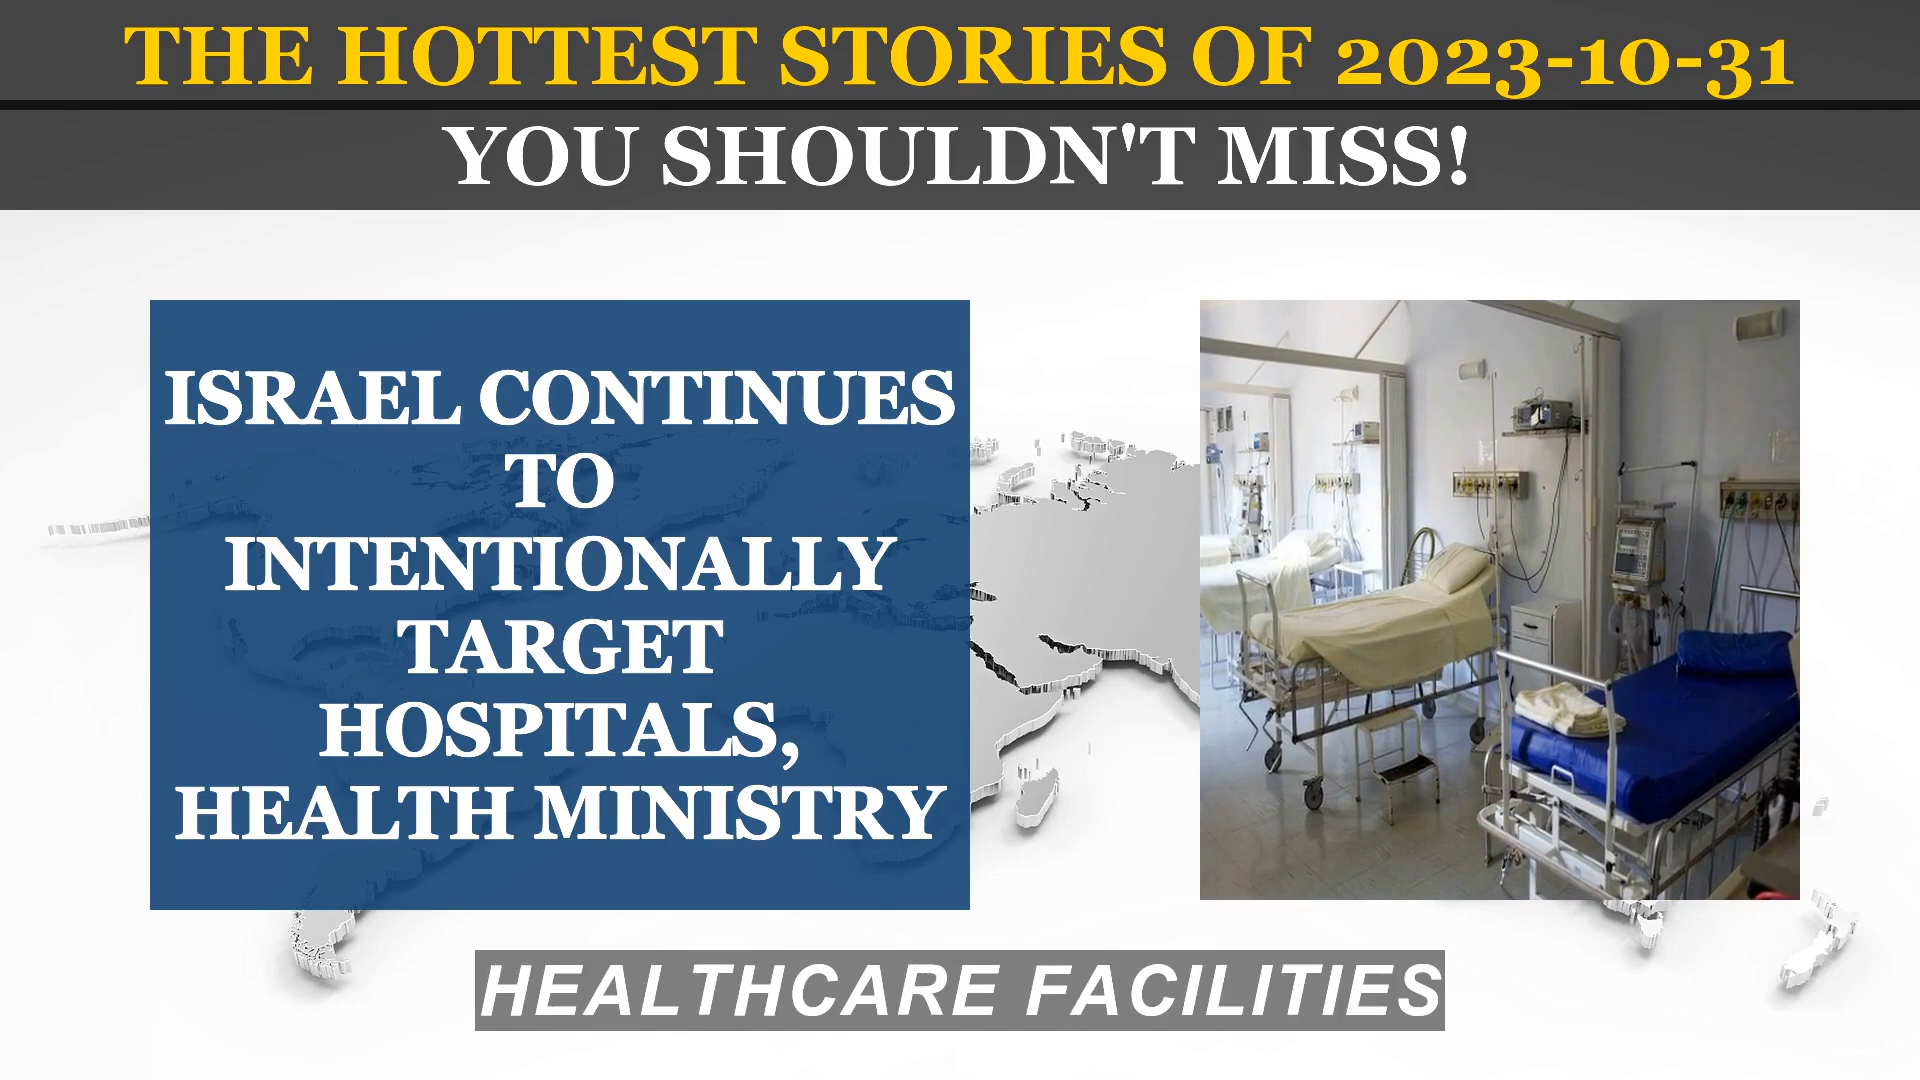 THE HOTTEST STORIES OF 2023-10-31
YOU SHOULDN'T MISS!
ISRAEL CONTINUES
TO
INTENTIONALLY
TARGET
HOSPITALS,
HEALTH MINISTRY
HEALTHCARE FACILITIES